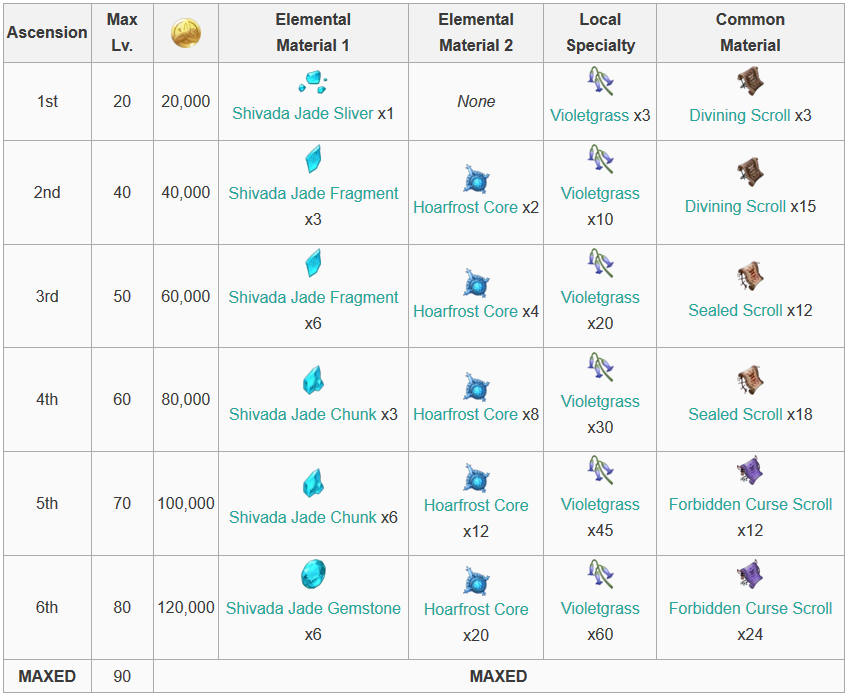 Ascension Max Lv. Elemental Material 1 Elemental Material 2 Local Specialty Common Material
1st 20 20,000 Shivada Jade Sliver x1 None Violetgrass x3 Divining Scroll x3
2nd 40 40,000 Shivada Jade Fragment x3 Hoarfrost Core x2 Violetgrass x10 Divining Scroll x15
3rd 50 60,000 Shivada Jade Fragment x6 Hoarfrost Core x4 Violetgrass x20 Sealed Scroll x12
4th 60 80,000 Shivada Jade Chunk x3 Hoarfrost Core x8 Violetgrass x30 Sealed Scroll x18
5th 70 100,000 Shivada Jade Chunk x6 Hoarfrost Core x12 Violetgrass x45 Forbidden Curse Scroll x12
6th 80 120,000 Shivada Jade Gemstone x6 Hoarfrost Core x20 Violetgrass x60 Forbidden Curse Scroll x24
MAXED 90 MAXED